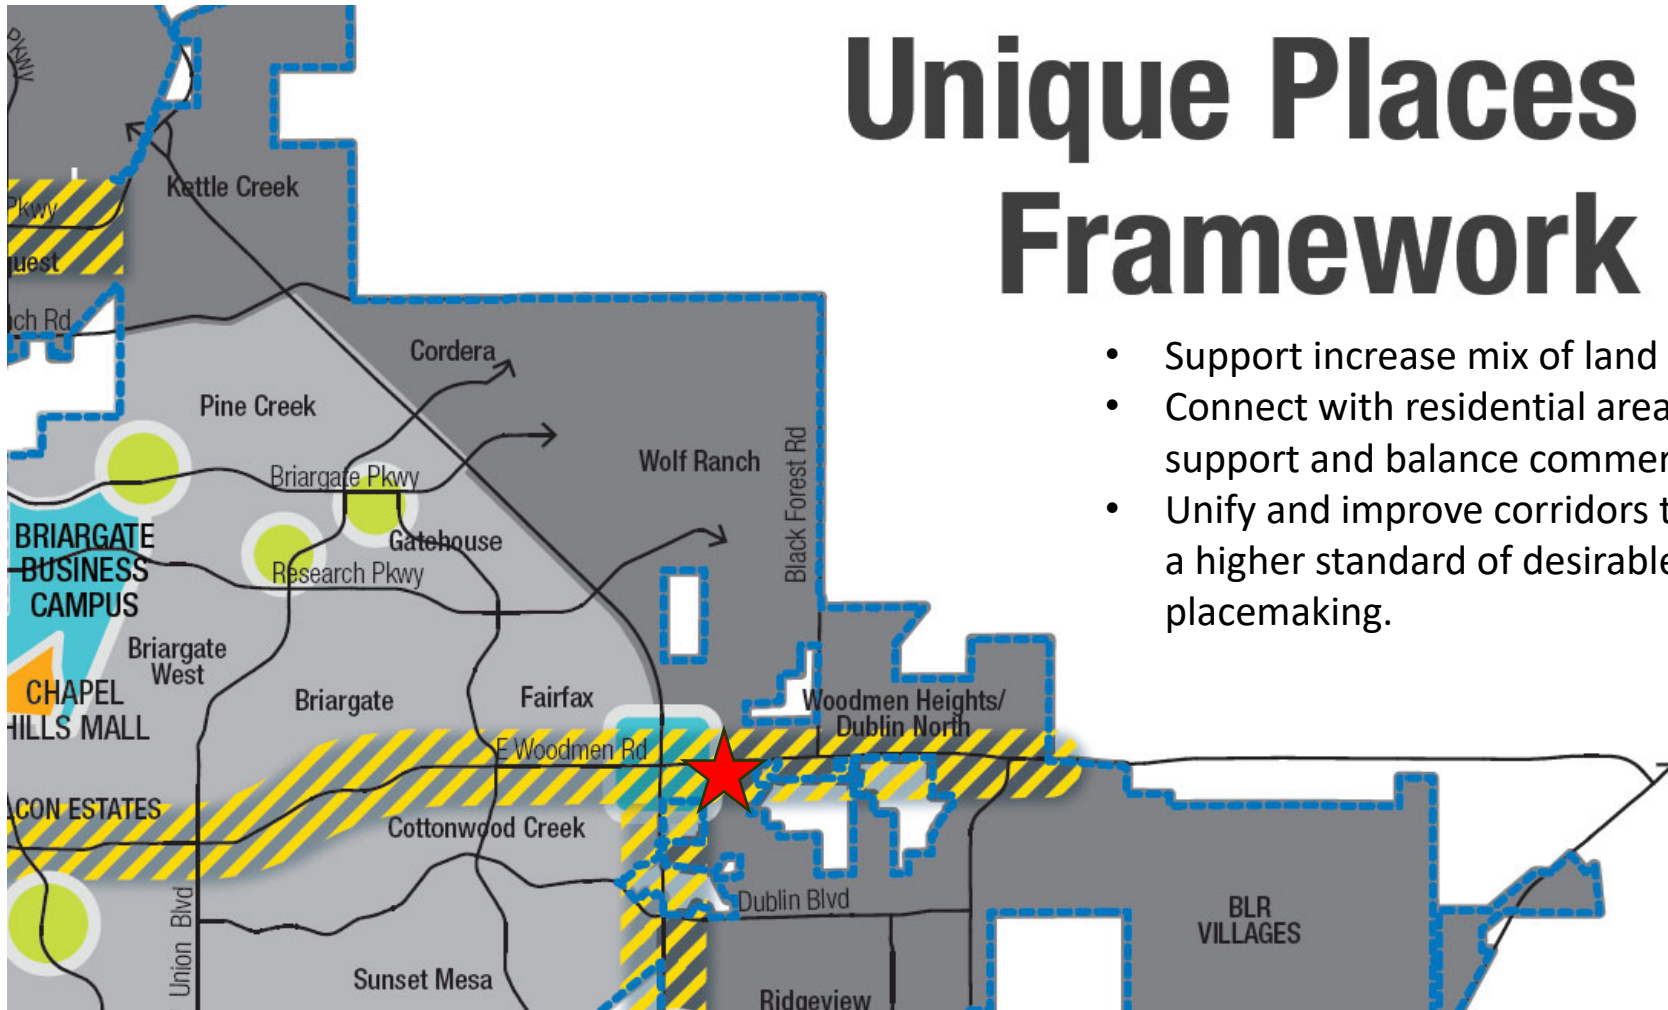 Unique Places
Framework
• Support increase mix of land
• Connect with residential area
support and balance commer
• Unify and improve corridors t
a higher standard of desirable
placemaking.
Pkwy
Kettle Creek
Pkwy
quest
nch Rd
Cordera
Pine Creek
Wolf Ranch
Black Forest Rd
Briargate Pkwy
Gatehouse
Research Pkwy
BRIARGATE
BUSINESS
CAMPUS
Briargate
West
CHAPEL
HILLS MALL
Briargate
Fairfax
Woodmen Heights/
Dublin North
E Woodmen Rd
CON ESTATES
Cottonwood Creek
Union Blvd
Dublin Blvd
BLR
VILLAGES
Sunset Mesa
Ridgeview